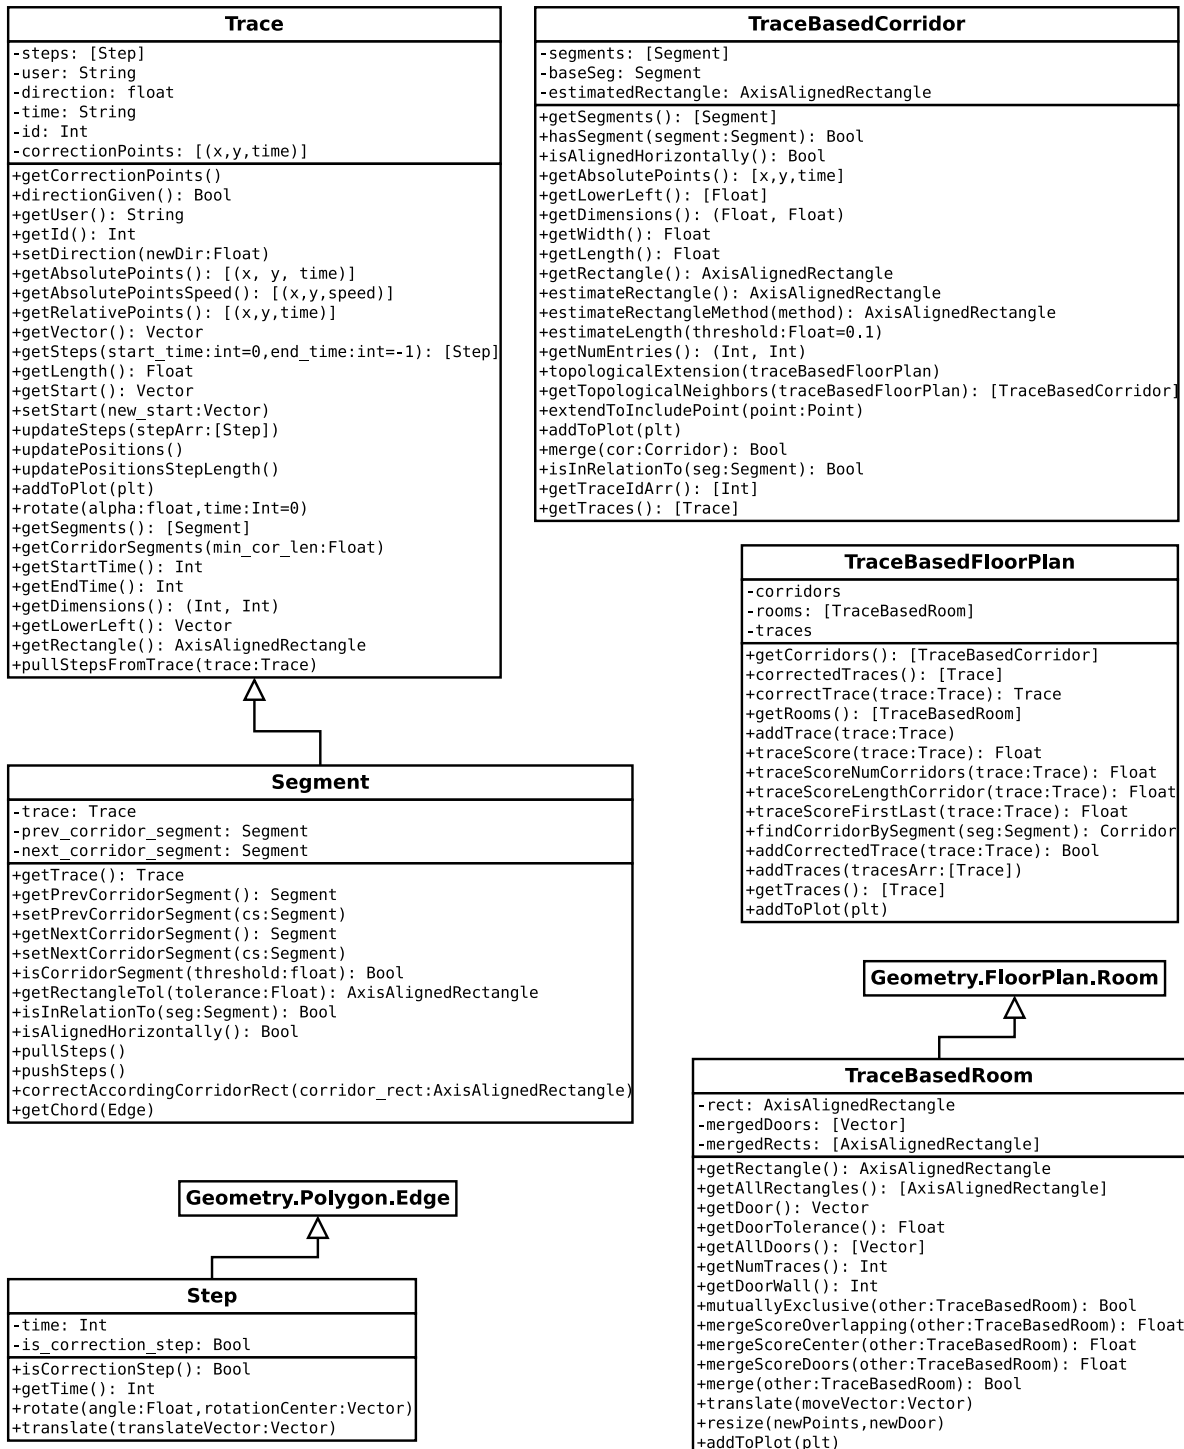 Trace
-steps: [Step]
-user: String
-direction: float
-time: String
-id: Int
-correctionPoints: [(x,y,time)]
+getCorrectionPoints()
+directionGiven(): Bool
+getUser(): String
+getId(): Int
+setDirection(newDir:Float)
+getAbsolutePoints(): [(x, y, time)]
+getAbsolutePointsSpeed(): [(x,y,speed)]
+getRelativePoints(): [(x,y,time)]
+getVector(): Vector
+getSteps(start_time:int=0,end_time:int=-1): [Step]
+getLength(): Float
+getStart(): Vector
+setStart(new_start:Vector)
+updateSteps(stepArr:[Step])
+updatePositions()
+updatePositionsStepLength()
+addToPlot(plt)
+rotate(alpha:float,time:Int=0)
+getSegments(): [Segment]
+getCorridorSegments(min_cor_len:Float)
+getStartTime(): Int
+getEndTime(): Int
+getDimensions(): (Int, Int)
+getLowerLeft(): Vector
+getRectangle(): AxisAlignedRectangle
+pullStepsFromTrace(trace:Trace)
TraceBasedCorridor
-segments: [Segment]
-baseSeg: Segment
-estimatedRectangle: AxisAlignedRectangle
+getSegments(): [Segment]
+hasSegment(segment:Segment): Bool
+isAlignedHorizontally(): Bool
+getAbsolutePoints(): [x,y,time]
+getLowerLeft(): [Float]
+getDimensions(): (Float, Float)
+getWidth(): Float
+getLength(): Float
+getRectangle(): AxisAlignedRectangle
+estimateRectangle(): AxisAlignedRectangle
+estimateRectangleMethod(method): AxisAlignedRectangle
+estimateLength(threshold:Float=0.1)
+getNumEntries(): (Int, Int)
+topologicalExtension(traceBasedFloorPlan)
+getTopologicalNeighbors(traceBasedFloorPlan): [TraceBasedCorridor]
+extendToIncludePoint(point:Point)
+addToPlot(plt)
+merge(cor:Corridor): Bool
+isInRelationTo(seg:Segment): Bool
+getTraceIdArr(): [Int]
+getTraces(): [Trace]
TraceBasedFloorPlan
-corridors
-rooms: [TraceBasedRoom]
-traces
+getCorridors(): [TraceBasedCorridor]
+correctedTraces(): [Trace]
+correctTrace(trace:Trace): Trace
+getRooms(): [TraceBasedRoom]
+addTrace(trace:Trace)
+traceScore(trace:Trace): Float
+traceScoreNumCorridors(trace:Trace): Float
+traceScoreLengthCorridor(trace:Trace): Float
+traceScoreFirstLast(trace:Trace): Float
+findCorridorBySegment(seg:Segment): Corridor
+addCorrectedTrace(trace:Trace): Bool
+addTraces(tracesArr:[Trace])
+getTraces(): [Trace]
+addToPlot(plt)
Segment
-trace: Trace
-prev_corridor_segment: Segment
-next_corridor_segment: Segment
+getTrace(): Trace
+getPrevCorridorSegment(): Segment
+setPrevCorridorSegment(cs:Segment)
+getNextCorridorSegment(): Segment
+setNextCorridorSegment(cs:Segment)
+isCorridorSegment(threshold:float): Bool
+getRectangleTol(tolerance:Float): AxisAlignedRectangle
+isInRelationTo(seg:Segment): Bool
+isAlignedHorizontally(): Bool
+pullSteps()
+pushSteps()
+correctAccordingCorridorRect(corridor_rect:AxisAlignedRectangle)
+getChord(Edge)
Geometry.FloorPlan.Room
TraceBasedRoom
-rect: AxisAlignedRectangle
-mergedDoors: [Vector]
-mergedRects: [AxisAlignedRectangle]
+getRectangle(): AxisAlignedRectangle
+getAllRectangles(): [AxisAlignedRectangle]
+getDoor(): Vector
+getDoorTolerance(): Float
+getAllDoors(): [Vector]
+getNumTraces(): Int
+getDoorWall(): Int
+mutuallyExclusive(other:TraceBasedRoom): Bool
+mergeScoreOverlapping(other:TraceBasedRoom): Float
+mergeScoreCenter(other:TraceBasedRoom): Float
+mergeScoreDoors(other:TraceBasedRoom): Float
+merge(other:TraceBasedRoom): Bool
+translate(moveVector:Vector)
+resize(newPoints,newDoor)
+addToPlot(plt)
Geometry.Polygon.Edge
Step
-time: Int
-is_correction_step: Bool
+isCorrectionStep(): Bool
+getTime(): Int
+rotate(angle:Float,rotationCenter:Vector)
+translate(translateVector:Vector)